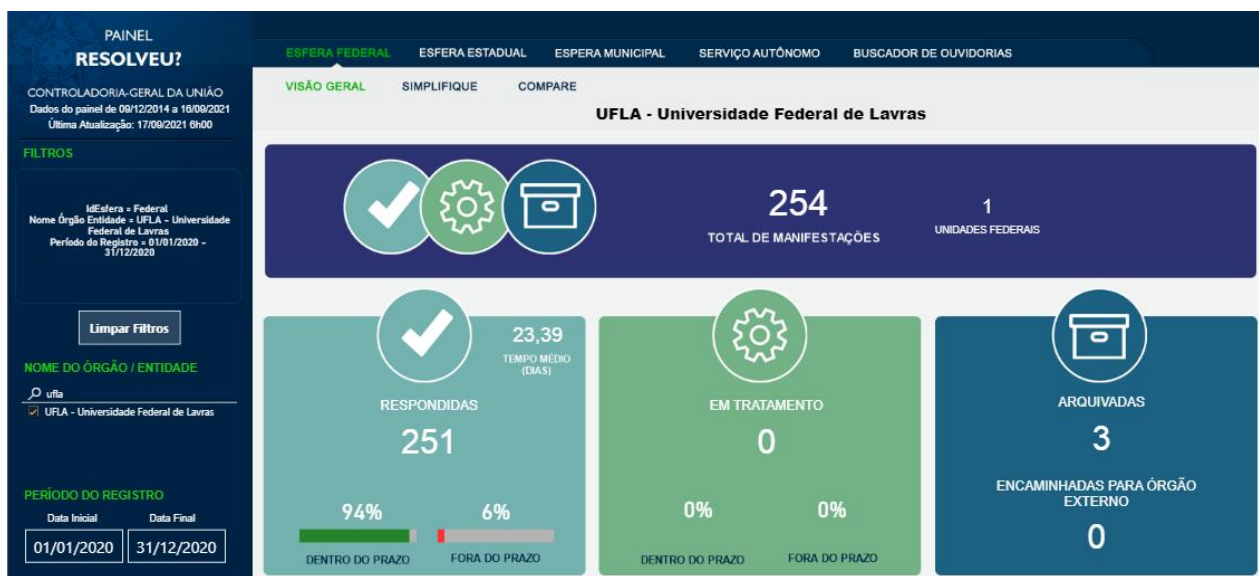 PAINEL
RESOLVEU?
CONTROLADORIA-GERAL DA UNIÃO
Dados do painel de 09/12/2014 a 16/09/2021
Última Atualização: 17/09/2021 6h00
FILTROS
IdEsfera = Federal
Nome Órgão Entidade = UFLA - Universidade
Federal de Lavras
Período do Registro = 01/01/2020 -
31/12/2020
Limpar Filtros
NOME DO ÓRGÃO / ENTIDADE
ufla
UFLA - Universidade Federal de Lavras
PERÍODO DO REGISTRO
Data Inicial Data Final
01/01/2020 31/12/2020
ESFERA FEDERAL ESFERA ESTADUAL ESPERA MUNICIPAL SERVIÇO AUTÔNOMO BUSCADOR DE OUVIDORIAS
VISÃO GERAL SIMPLIFIQUE COMPARE
UFLA - Universidade Federal de Lavras
254
TOTAL DE MANIFESTAÇÕES
1
UNIDADES FEDERAIS
23,39
TEMPO MÉDIO
(DIAS)
RESPONDIDAS
251
94% 6%
DENTRO DO PRAZO FORA DO PRAZO
EM TRATAMENTO
0
0% 0%
DENTRO DO PRAZO FORA DO PRAZO
ARQUIVADAS
3
ENCAMINHADAS PARA ÓRGÃO
EXTERNO
0